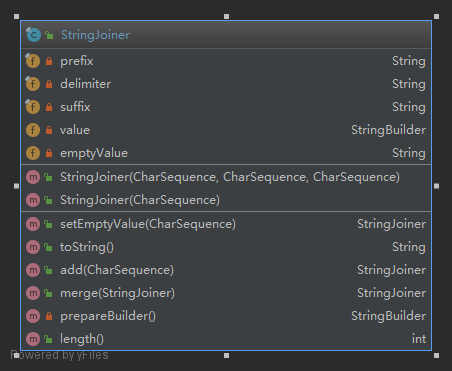 StringJoiner
prefix String
delimiter String
suffix String
value StringBuilder
emptyValue String
StringJoiner(CharSequence, CharSequence, CharSequence)
StringJoiner(CharSequence)
setEmptyValue(CharSequence) StringJoiner
toString() String
add(CharSequence) StringJoiner
merge(StringJoiner) StringJoiner
prepareBuilder() StringBuilder
length() int
Powered by yFiles